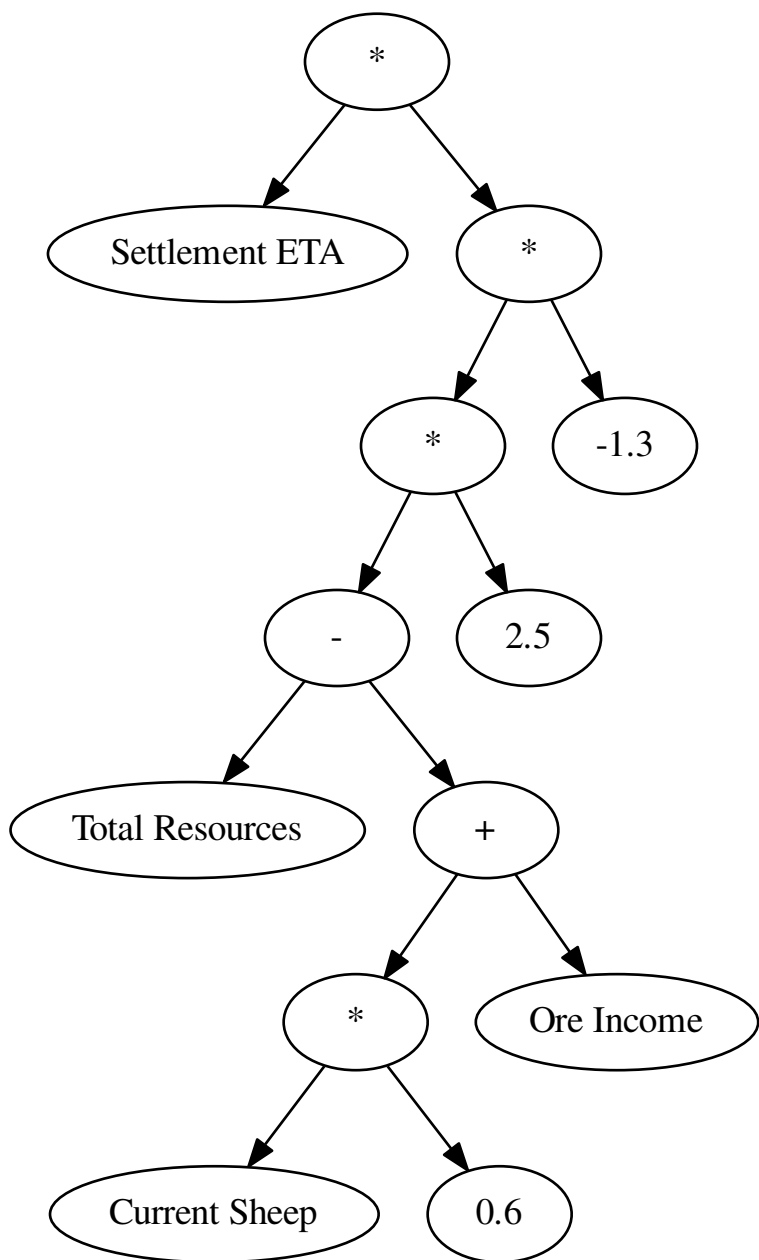 *
Settlement ETA
*
*
-1.3
-
2.5
Total Resources
+
*
Ore Income
Current Sheep
0.6